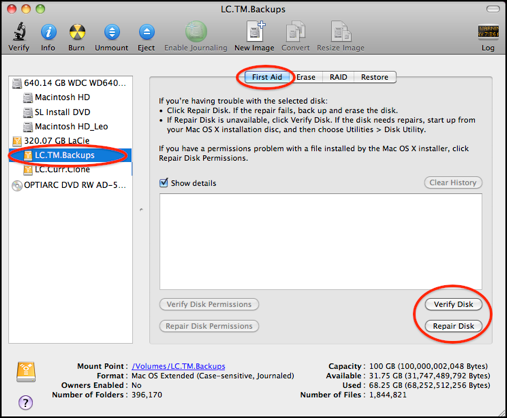 LC.TM.Backups
Verify Info Burn Unmount Eject Enable Journaling New Image Convert Resize Image Log
First Aid Erase RAID Restore
640.14 GB WDC WD640...
Macintosh HD
SL Install DVD
Macintosh HD_Leo
320.07 GB LaCie
LC.TM.Backups
LC.Curr.Clone
OPTIARC DVD RW AD-5...
If you're having trouble with the selected disk:
• Click Repair Disk. If the repair fails, back up and erase the disk.
• If Repair Disk is unavailable, click Verify Disk. If the disk needs repairs, start up from
your Mac OS X installation disc, and then choose Utilities > Disk Utility.
If you have a permissions problem with a file installed by the Mac OS X installer, click
Repair Disk Permissions.
Show details
Clear History
Verify Disk Permissions
Verify Disk
Repair Disk Permissions
Repair Disk
Mount Point : /Volumes/LC.TM.Backups
Format : Mac OS Extended (Case-sensitive, Journaled)
Owners Enabled : No
Number of Folders : 396,170
Capacity : 100 GB (100,000,002,048 Bytes)
Available : 31.75 GB (31,747,489,792 Bytes)
Used : 68.25 GB (68,252,512,256 Bytes)
Number of Files : 1,844,821
?